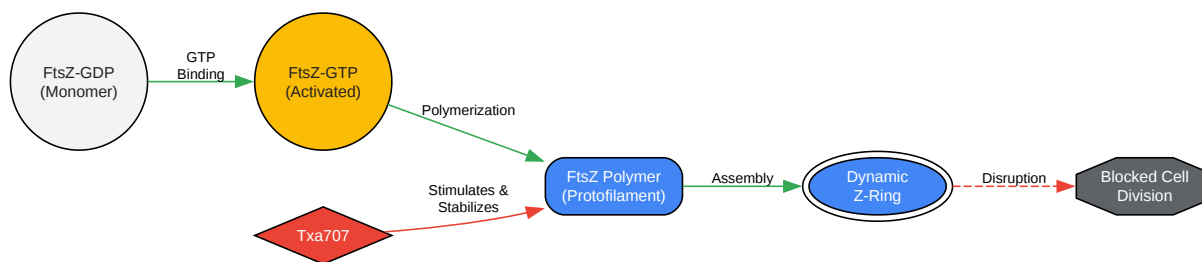 FtsZ-GDP
(Monomer)
GTP
Binding
FtsZ-GTP
(Activated)
Polymerization
Stimulates &
Stabilizes
Txa707
FtsZ Polymer
(Protofilament)
Assembly
Dynamic
Z-Ring
Disruption
Blocked Cell
Division